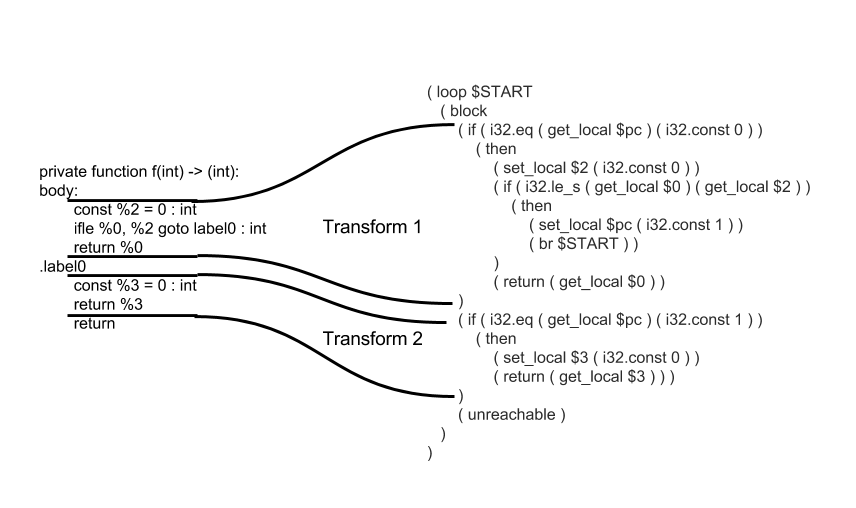 private function f(int) -> (int):
body:
const %2 = 0 : int
ifle %0, %2 goto label0 : int
return %0
.label0
const %3 = 0 : int
return %3
return
Transform 1
Transform 2
( loop $START
( block
( if ( i32.eq ( get_local $pc ) ( i32.const 0 ) )
( then
( set_local $2 ( i32.const 0 ) )
( if ( i32.le_s ( get_local $0 ) ( get_local $2 ) )
( then
( set_local $pc ( i32.const 1 ) )
( br $START ) )
)
( return ( get_local $0 ) )
)
( if ( i32.eq ( get_local $pc ) ( i32.const 1 ) )
( then
( set_local $3 ( i32.const 0 ) )
( return ( get_local $3 ) ) )
)
( unreachable )
)
)